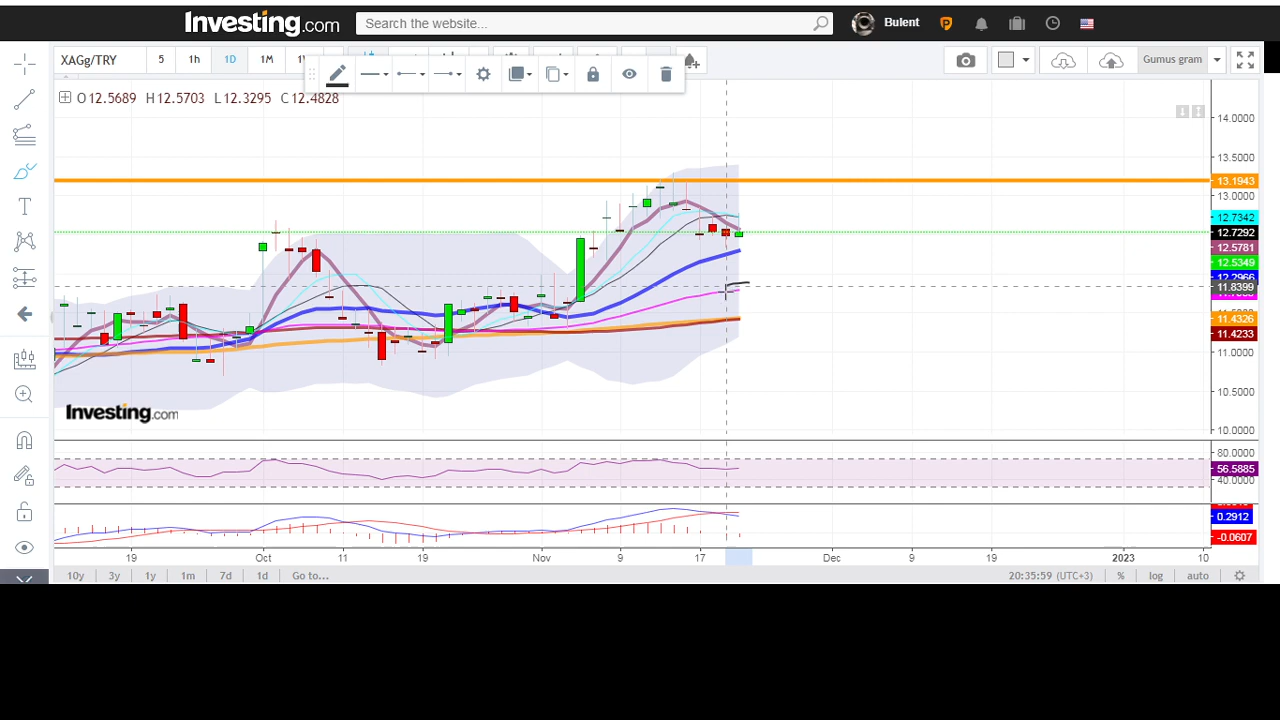 Investing.com
Search the website...
Bulent
XAGg/TRY
5
1h
1D
1M
Gumus gram
O12.5689 H12.5703 L12.3295 C12.4828
14.0000
13.5000
13.1943
13.0000
12.7342
12.7292
12.5781
12.5349
12.2966
11.8399
11.4326
11.4233
11.0000
10.5000
10.0000
Investing.com
80.0000
56.5885
40.0000
0.2912
-0.0607
19
Oct
11
19
Nov
9
17
Dec
9
19
2023
10
10y
3y
1y
1m
7d
1d
Go to...
20:35:59 (UTC+3)
%
log
auto